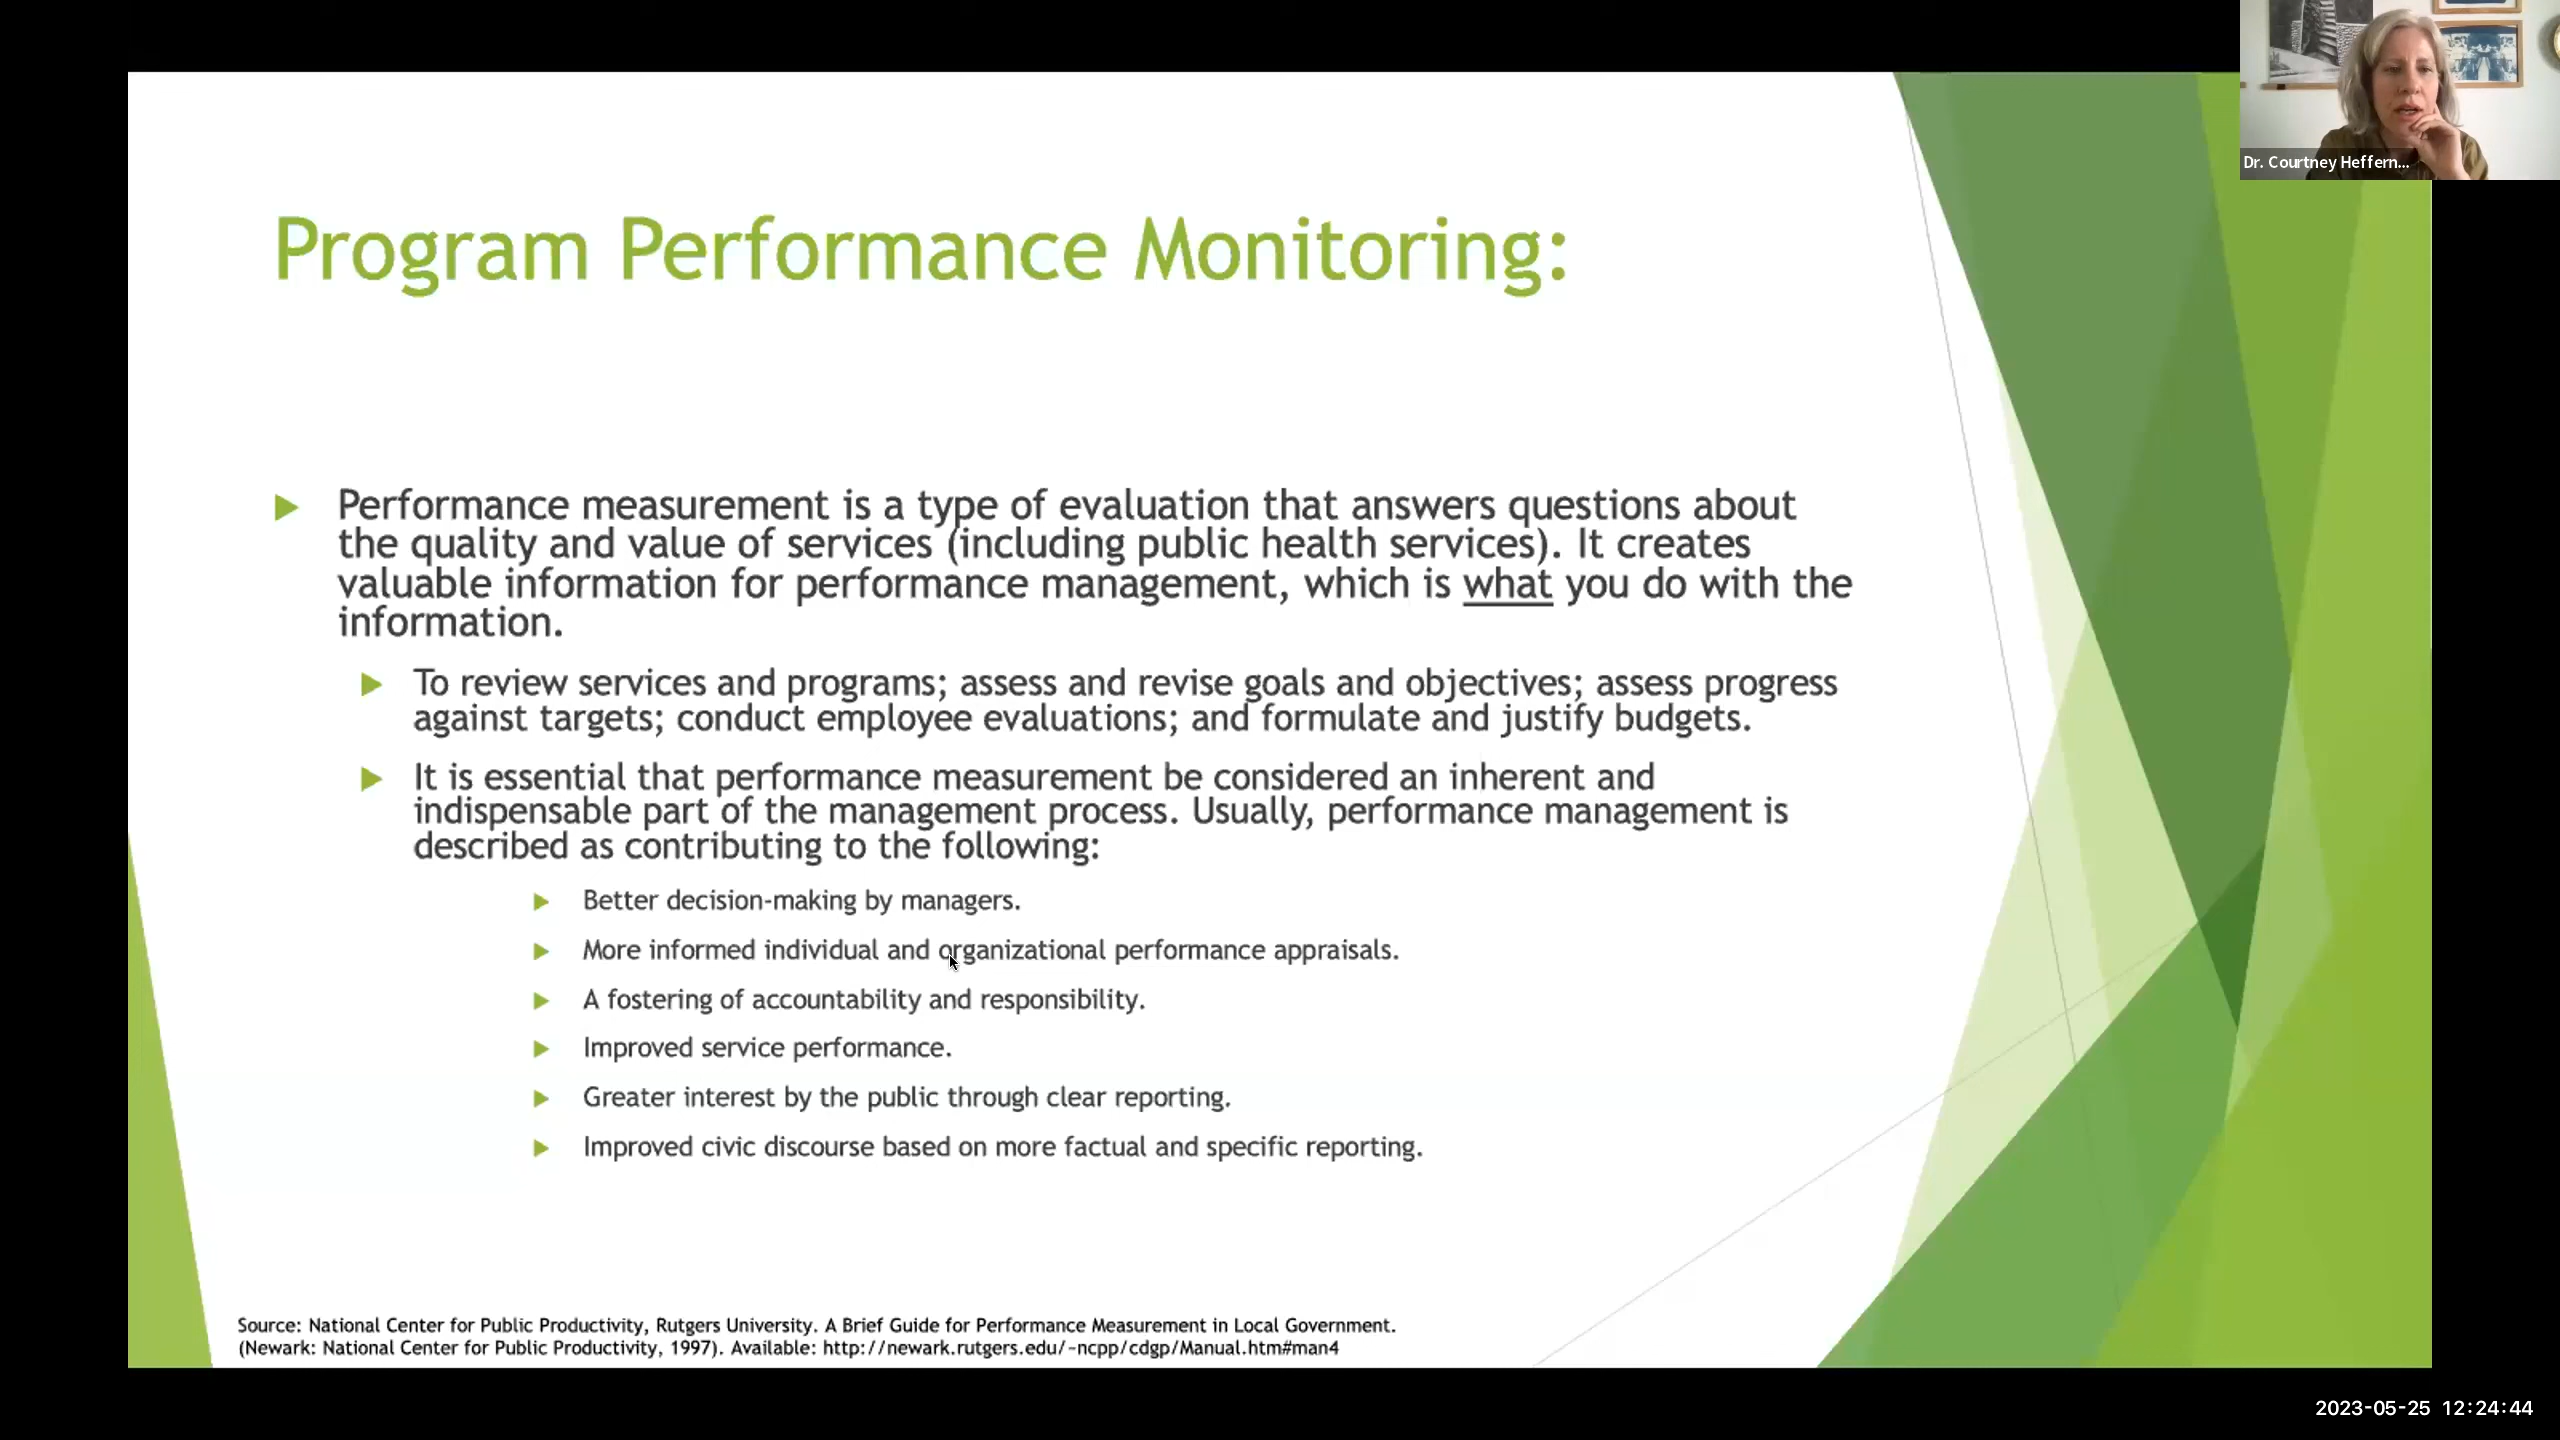 Dr. Courtney Heffern...
Program Performance Monitoring:
Performance measurement is a type of evaluation that answers questions about
the quality and value of services (including public health services). It creates
valuable information for performance management, which is what you do with the
information.
To review services and programs; assess and revise goals and objectives; assess progress
against targets; conduct employee evaluations; and formulate and justify budgets.
It is essential that performance measurement be considered an inherent and
indispensable part of the management process. Usually, performance management is
described as contributing to the following:
Better decision-making by managers.
More informed individual and organizational performance appraisals.
A fostering of accountability and responsibility.
Improved service performance.
Greater interest by the public through clear reporting.
Improved civic discourse based on more factual and specific reporting.
Source: National Center for Public Productivity, Rutgers University. A Brief Guide for Performance Measurement in Local Government.
(Newark: National Center for Public Productivity, 1997). Available: http://newark.rutgers.edu/~ncpp/cdgp/Manual.htm#man4
2023-05-25 12:24:44